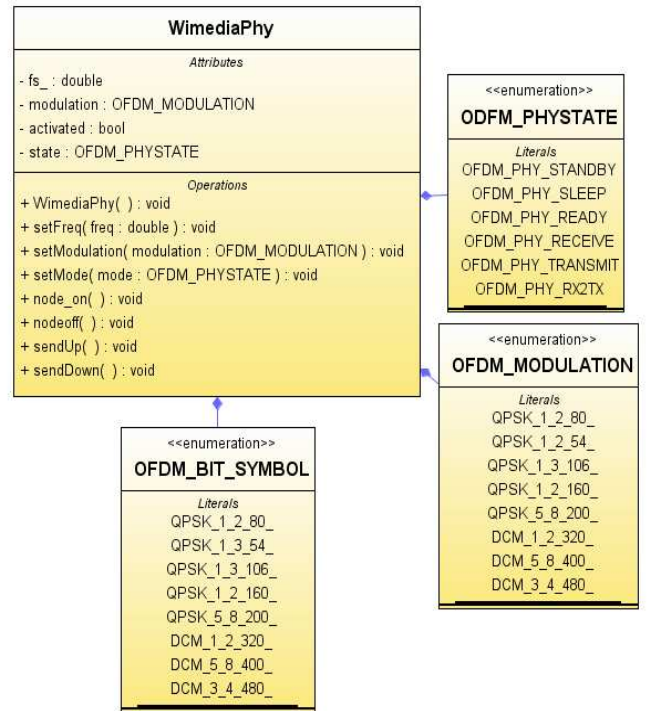 WimediaPhy
Attributes
- fs_ : double
- modulation : OFDM_MODULATION
- activated : bool
- state : OFDM_PHYSTATE
Operations
+ WimediaPhy( ) : void
+ setFreq( freq : double ) : void
+ setModulation( modulation : OFDM_MODULATION ) : void
+ setMode( mode : OFDM_PHYSTATE ) : void
+ node_on( ) : void
+ nodeoff( ) : void
+ sendUp( ) : void
+ sendDown( ) : void
<<enumeration>>
ODFM_PHYSTATE
Literals
OFDM_PHY_STANDBY
OFDM_PHY_SLEEP
OFDM_PHY_READY
OFDM_PHY_RECEIVE
OFDM_PHY_TRANSMIT
OFDM_PHY_RX2TX
<<enumeration>>
OFDM_MODULATION
Literals
QPSK_1_2_80_
QPSK_1_2_54_
QPSK_1_3_106_
QPSK_1_2_160_
QPSK_5_8_200_
DCM_1_2_320_
DCM_5_8_400_
DCM_3_4_480_
<<enumeration>>
OFDM_BIT_SYMBOL
Literals
QPSK_1_2_80_
QPSK_1_3_54_
QPSK_1_3_106_
QPSK_1_2_160_
QPSK_5_8_200_
DCM_1_2_320_
DCM_5_8_400_
DCM_3_4_480_